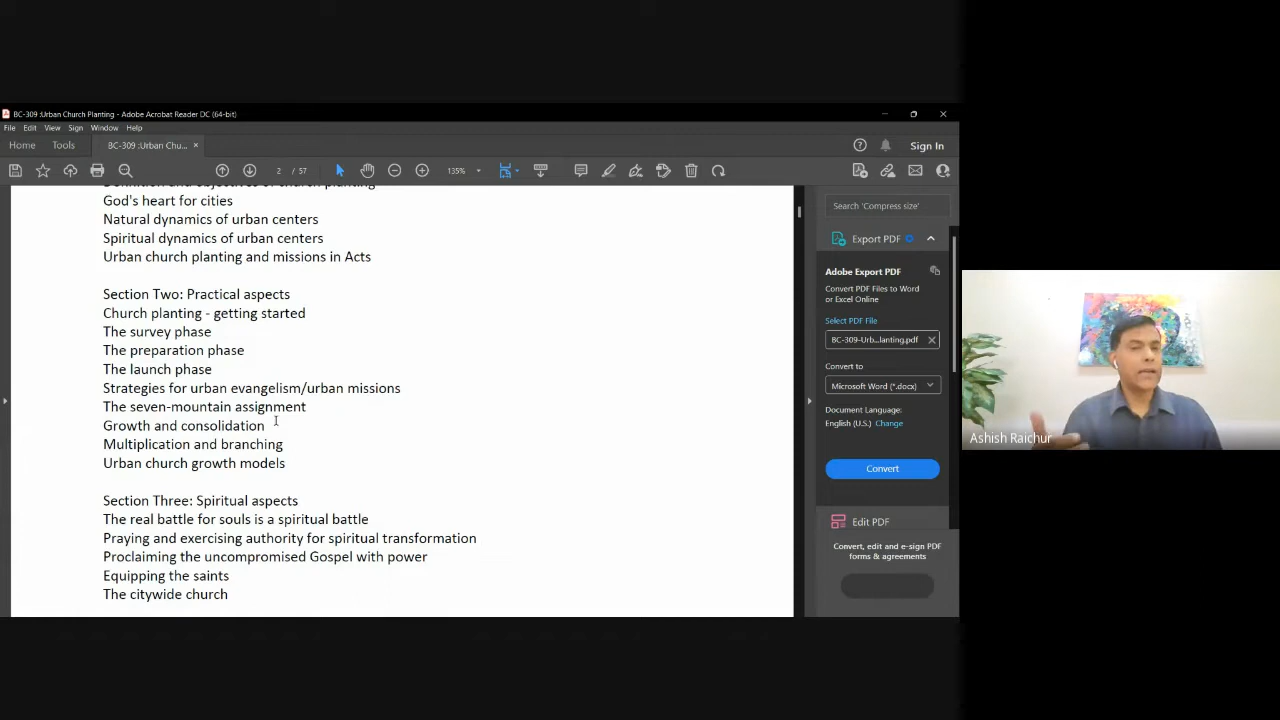 BC-309 :Urban Church Planting - Adobe Acrobat Reader DC (64-bit)
File Edit View Sign Window Help
Home Tools BC-309 :Urban Chu... × Sign In
2 / 57 135%
Definition and objectives of church planting
God's heart for cities
Natural dynamics of urban centers
Spiritual dynamics of urban centers
Urban church planting and missions in Acts
Section Two: Practical aspects
Church planting - getting started
The survey phase
The preparation phase
The launch phase
Strategies for urban evangelism/urban missions
The seven-mountain assignment
Growth and consolidation
Multiplication and branching
Urban church growth models
Section Three: Spiritual aspects
The real battle for souls is a spiritual battle
Praying and exercising authority for spiritual transformation
Proclaiming the uncompromised Gospel with power
Equipping the saints
The citywide church
Search 'Compress size'
Export PDF
Adobe Export PDF
Convert PDF Files to Word
or Excel Online
Select PDF File
BC-309-Urb...lanting.pdf
Convert to
Microsoft Word (*.docx)
Document Language:
English (U.S.) Change
Convert
Edit PDF
Convert, edit and e-sign PDF
forms & agreements
Ashish Raichur